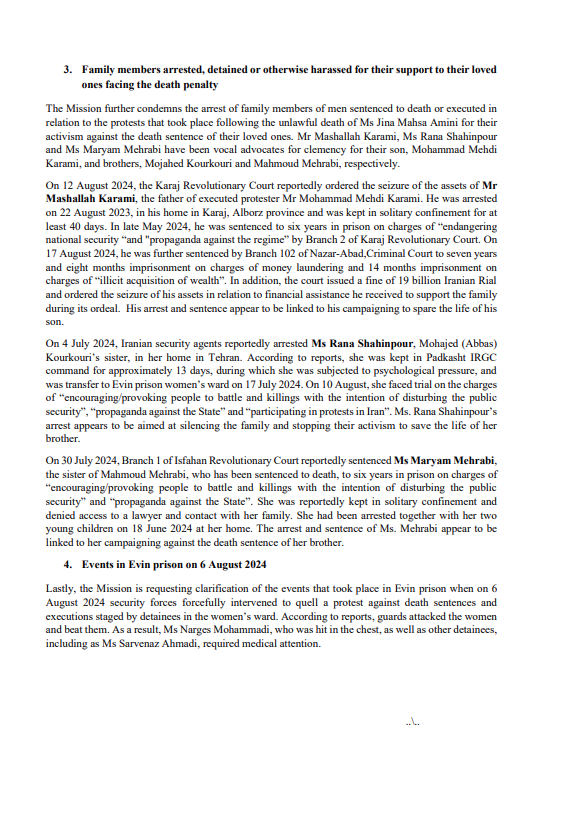 3. Family members arrested, detained or otherwise harassed for their support to their loved
ones facing the death penalty
The Mission further condemns the arrest of family members of men sentenced to death or executed in
relation to the protests that took place following the unlawful death of Ms Jina Mahsa Amini for their
activism against the death sentence of their loved ones. Mr Mashallah Karami, Ms Rana Shahinpour
and Ms Maryam Mehrabi have been vocal advocates for clemency for their son, Mohammad Mehdi
Karami, and brothers, Mojahed Kourkouri and Mahmoud Mehrabi, respectively.
On 12 August 2024, the Karaj Revolutionary Court reportedly ordered the seizure of the assets of Mr
Mashallah Karami, the father of executed protester Mr Mohammad Mehdi Karami. He was arrested
on 22 August 2023, in his home in Karaj, Alborz province and was kept in solitary confinement for at
least 40 days. In late May 2024, he was sentenced to six years in prison on charges of “endangering
national security “and "propaganda against the regime” by Branch 2 of Karaj Revolutionary Court. On
17 August 2024, he was further sentenced by Branch 102 of Nazar-Abad,Criminal Court to seven years
and eight months imprisonment on charges of money laundering and 14 months imprisonment on
charges of “illicit acquisition of wealth”. In addition, the court issued a fine of 19 billion Iranian Rial
and ordered the seizure of his assets in relation to financial assistance he received to support the family
during its ordeal. His arrest and sentence appear to be linked to his campaigning to spare the life of his
son.
On 4 July 2024, Iranian security agents reportedly arrested Ms Rana Shahinpour, Mohajed (Abbas)
Kourkouri’s sister, in her home in Tehran. According to reports, she was kept in Padkasht IRGC
command for approximately 13 days, during which she was subjected to psychological pressure, and
was transfer to Evin prison women’s ward on 17 July 2024. On 10 August, she faced trial on the charges
of “encouraging/provoking people to battle and killings with the intention of disturbing the public
security”, “propaganda against the State” and “participating in protests in Iran”. Ms. Rana Shahinpour’s
arrest appears to be aimed at silencing the family and stopping their activism to save the life of her
brother.
On 30 July 2024, Branch 1 of Isfahan Revolutionary Court reportedly sentenced Ms Maryam Mehrabi,
the sister of Mahmoud Mehrabi, who has been sentenced to death, to six years in prison on charges of
“encouraging/provoking people to battle and killings with the intention of disturbing the public
security” and “propaganda against the State”. She was reportedly kept in solitary confinement and
denied access to a lawyer and contact with her family. She had been arrested together with her two
young children on 18 June 2024 at her home. The arrest and sentence of Ms. Mehrabi appear to be
linked to her campaigning against the death sentence of her brother.
4. Events in Evin prison on 6 August 2024
Lastly, the Mission is requesting clarification of the events that took place in Evin prison when on 6
August 2024 security forces forcefully intervened to quell a protest against death sentences and
executions staged by detainees in the women’s ward. According to reports, guards attacked the women
and beat them. As a result, Ms Narges Mohammadi, who was hit in the chest, as well as other detainees,
including as Ms Sarvenaz Ahmadi, required medical attention.
..\..